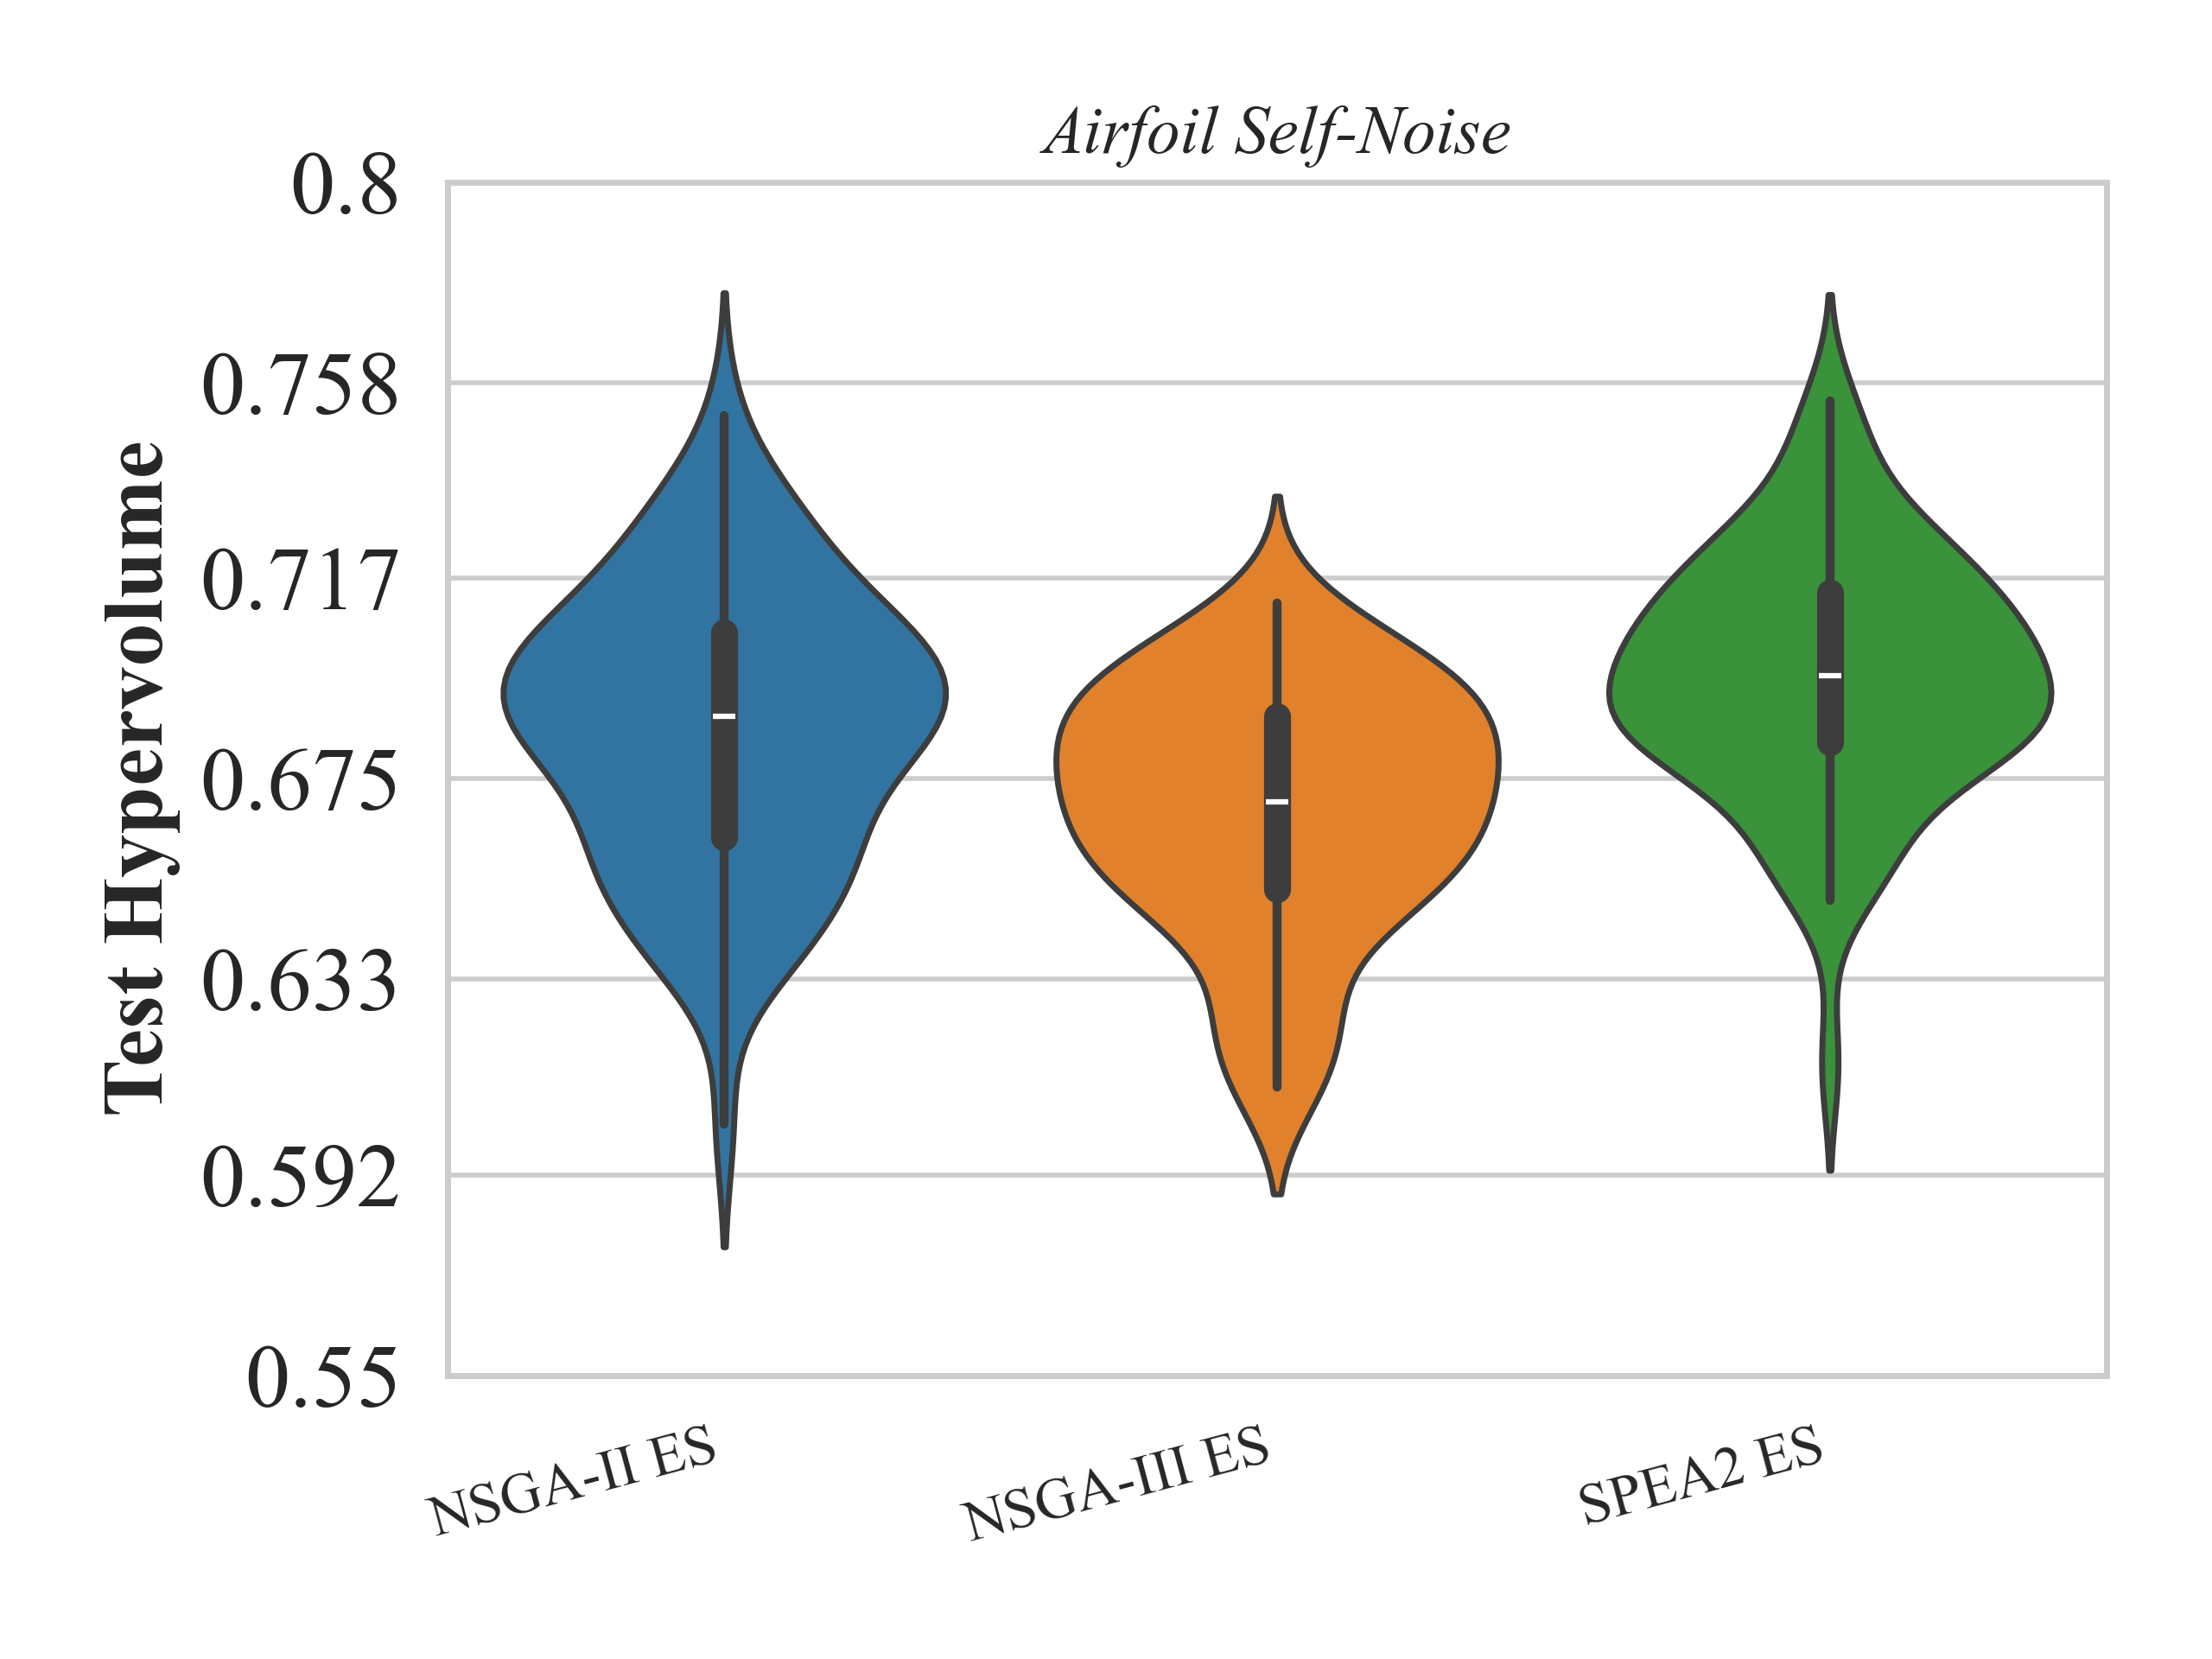 Airfoil Self-Noise
Test Hypervolume
0.8
0.758
0.717
0.675
0.633
0.592
0.55
NSGA-II ES
NSGA-III ES
SPEA2 ES